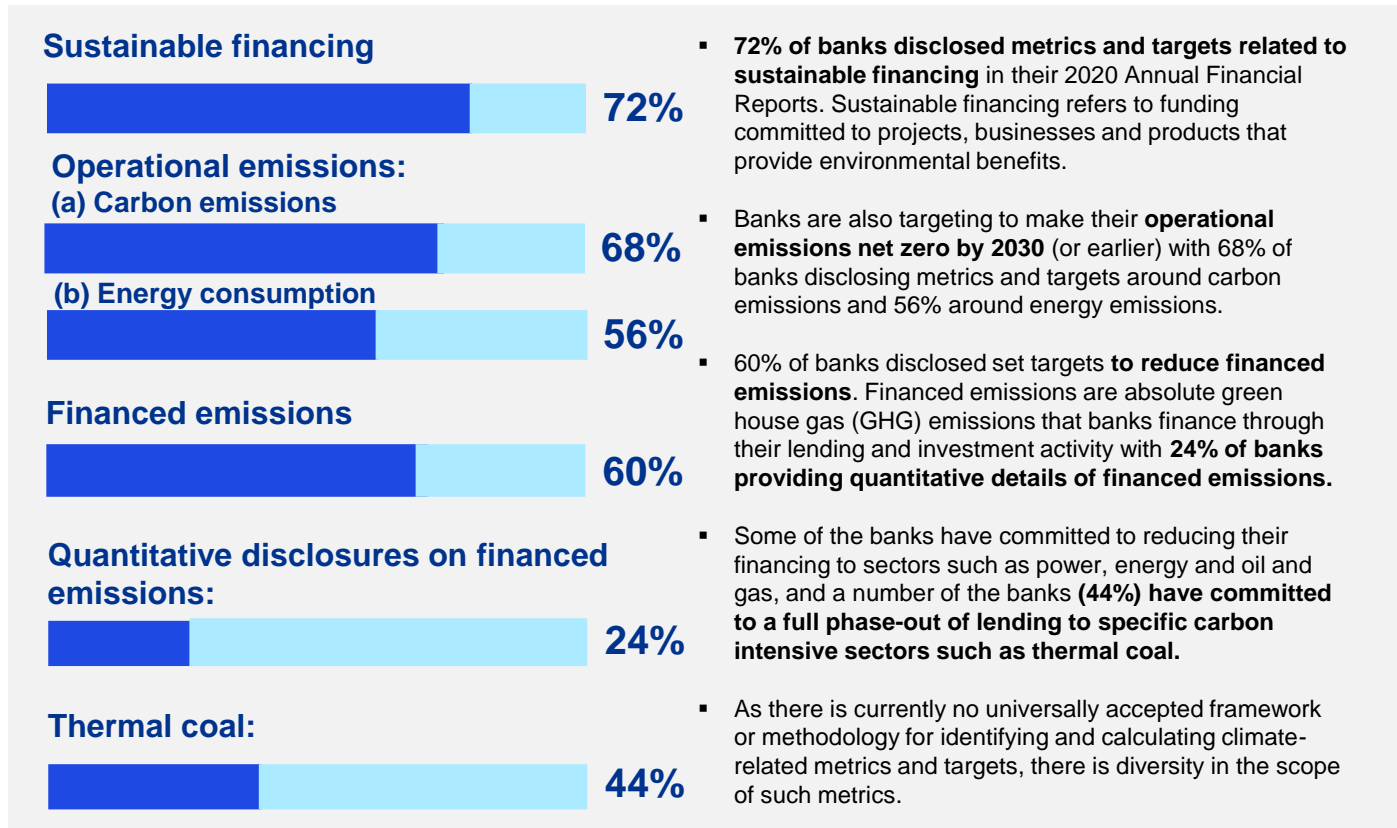 Sustainable financing
72%
Operational emissions:
(a) Carbon emissions
68%
(b) Energy consumption
56%
Financed emissions
60%
Quantitative disclosures on financed
emissions:
24%
Thermal coal:
44%
▪ 72% of banks disclosed metrics and targets related to
sustainable financing in their 2020 Annual Financial
Reports. Sustainable financing refers to funding
committed to projects, businesses and products that
provide environmental benefits.
▪ Banks are also targeting to make their operational
emissions net zero by 2030 (or earlier) with 68% of
banks disclosing metrics and targets around carbon
emissions and 56% around energy emissions.
▪ 60% of banks disclosed set targets to reduce financed
emissions. Financed emissions are absolute green
house gas (GHG) emissions that banks finance through
their lending and investment activity with 24% of banks
providing quantitative details of financed emissions.
▪ Some of the banks have committed to reducing their
financing to sectors such as power, energy and oil and
gas, and a number of the banks (44%) have committed
to a full phase-out of lending to specific carbon
intensive sectors such as thermal coal.
▪ As there is currently no universally accepted framework
or methodology for identifying and calculating climate-
related metrics and targets, there is diversity in the scope
of such metrics.